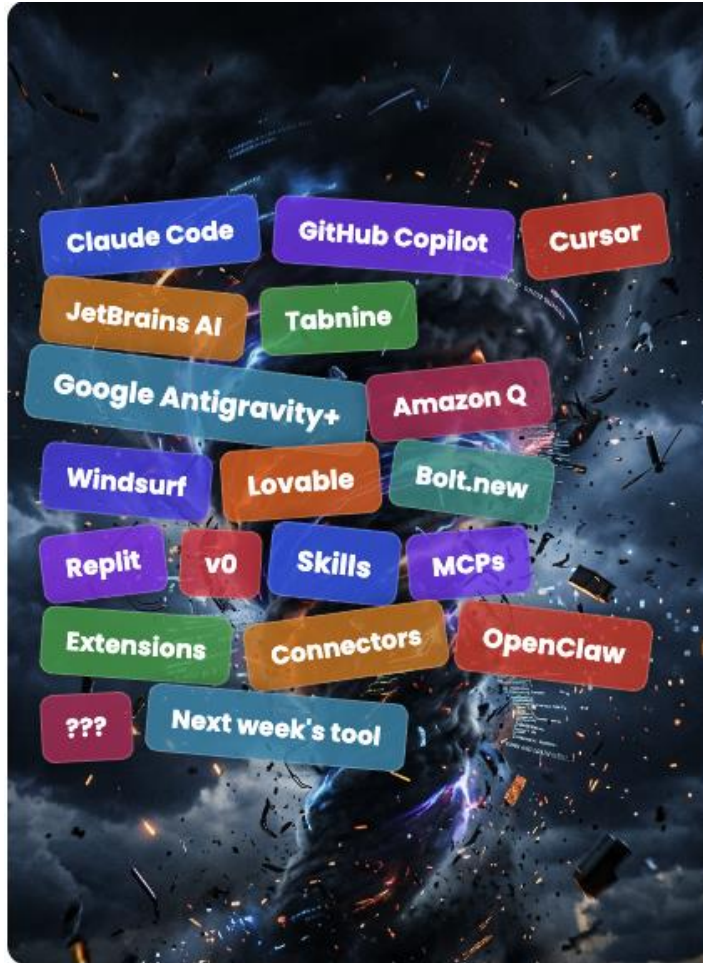 Claude Code GitHub Copilot Cursor
JetBrains AI Tabnine
Google Antigravity+ Amazon Q
Windsurf Lovable Bolt.new
Replit v0 Skills MCPs
Extensions Connectors OpenClaw
??? Next week's tool